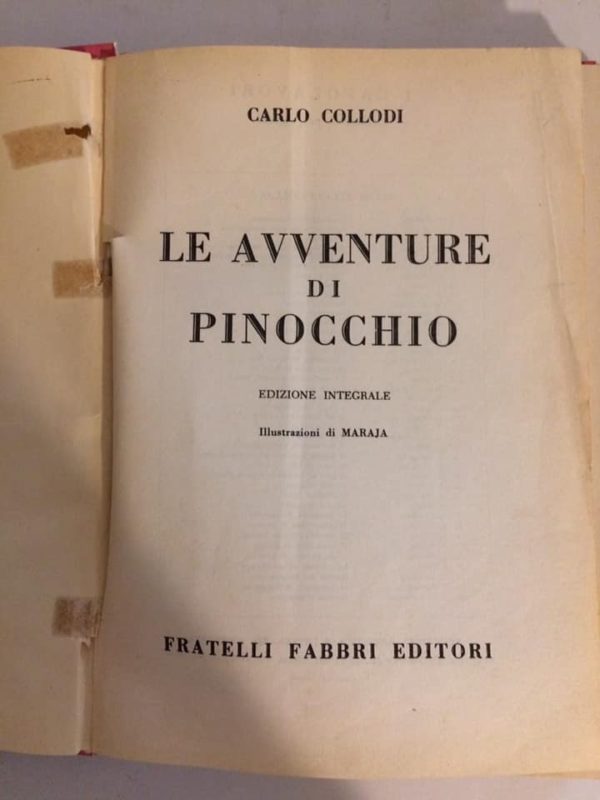 CARLO COLLODI
LE AVVENTURE
DI
PINOCCHIO
EDIZIONE INTEGRALE
Illustrazioni di MARAJA
FRATELLI FABBRI EDITORI